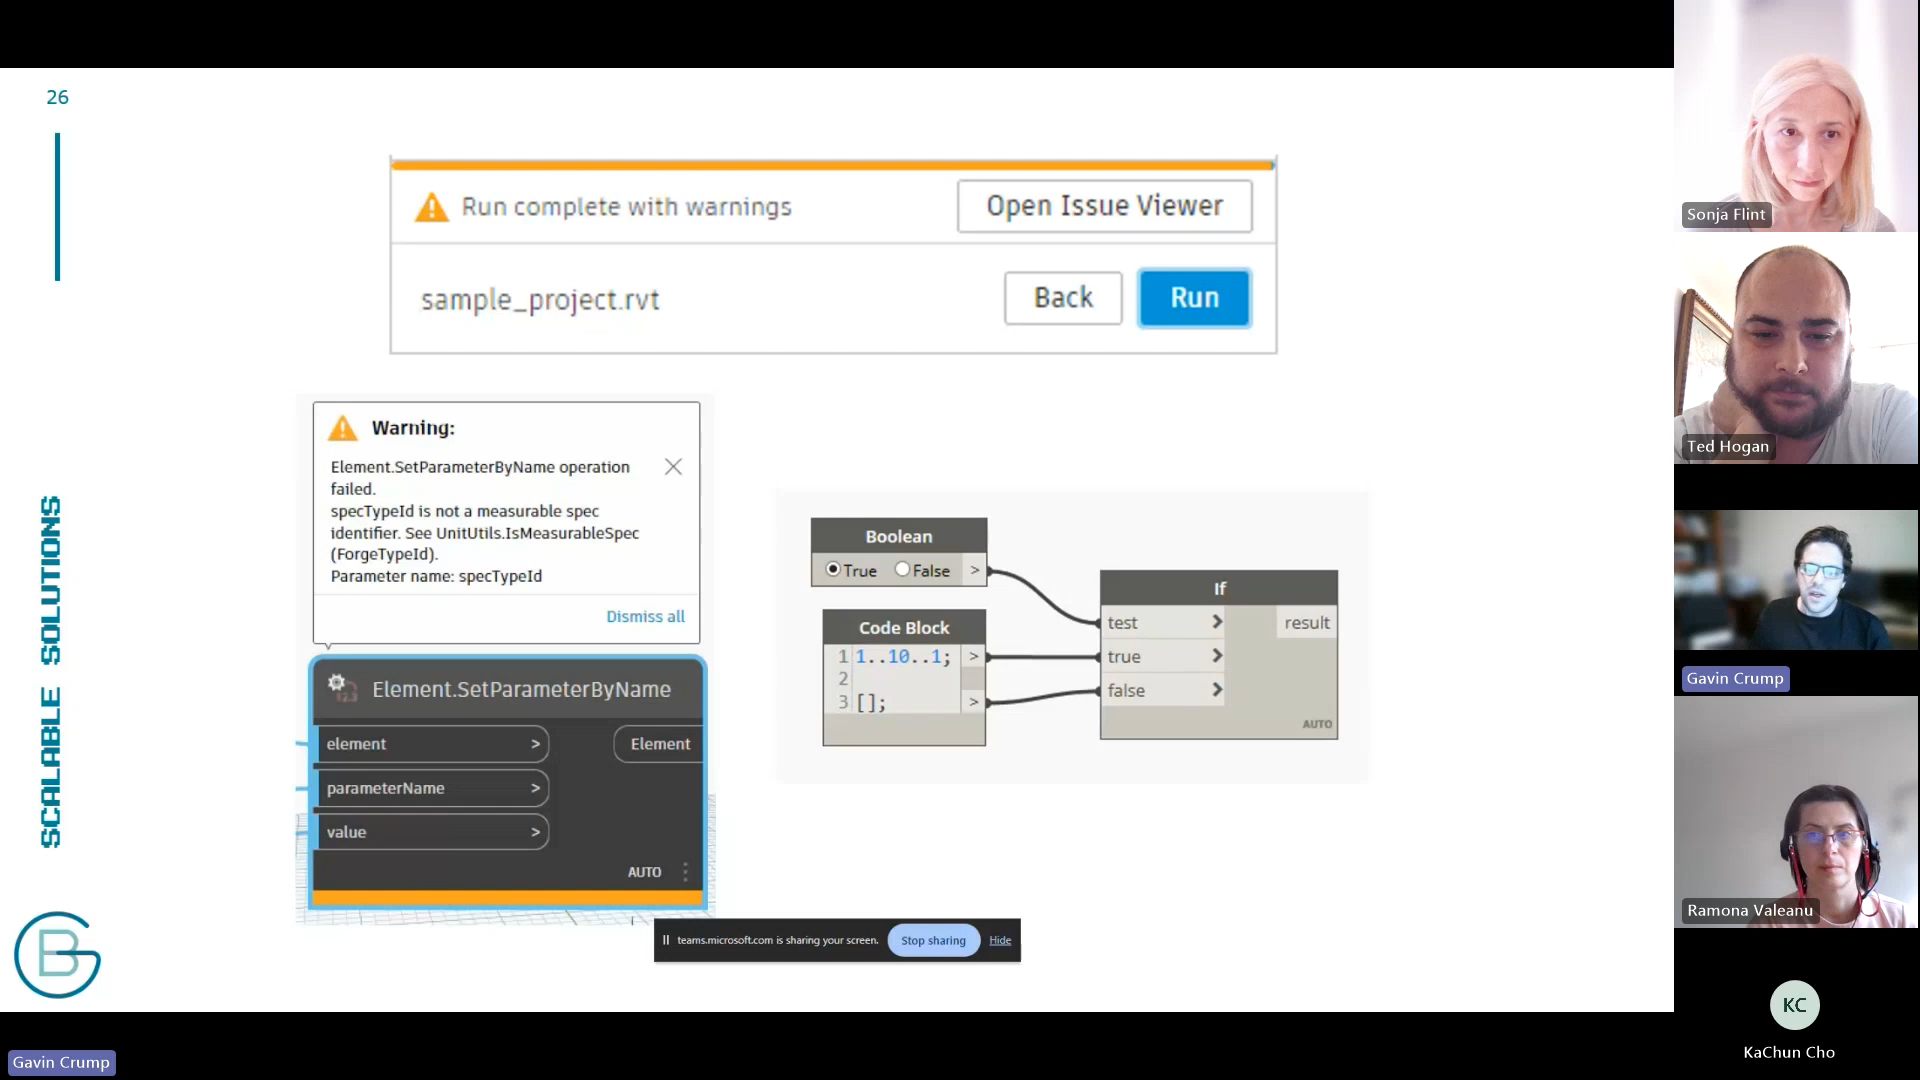 26
SCALABLE SOLUTIONS
Run complete with warnings
Open Issue Viewer
sample_project.rvt
Back
Run
Warning:
Element.SetParameterByName operation
failed.
specTypeId is not a measurable spec
identifier. See UnitUtils.IsMeasurableSpec
(ForgeTypeId).
Parameter name: specTypeId
Dismiss all
Element.SetParameterByName
element >
Element
parameterName >
value >
AUTO
Boolean
True False >
Code Block
1 1..10..1; >
2
3 []; >
If
test > result
true >
false >
AUTO
teams.microsoft.com is sharing your screen.
Stop sharing
Hide
GB
Gavin Crump
Sonja Flint
Ted Hogan
Gavin Crump
Ramona Valeanu
KC
KaChun Cho